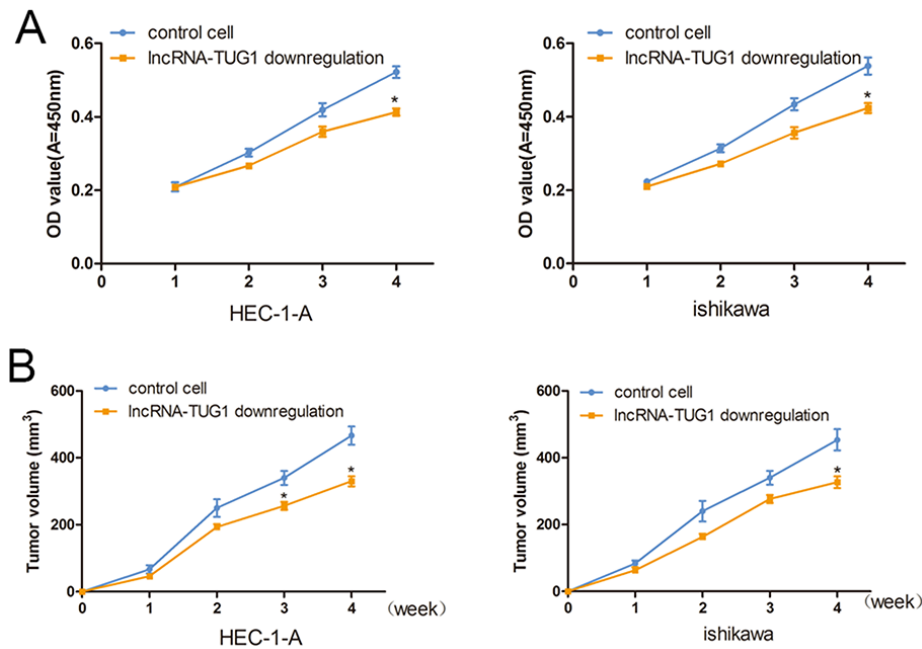 A
control cell
lncRNA-TUG1 downregulation
OD value(A=450nm)
0.6
0.4
0.2
0.0
0 1 2 3 4
*
HEC-1-A
control cell
lncRNA-TUG1 downregulation
OD value(A=450nm)
0.6
0.4
0.2
0.0
0 1 2 3 4
*
ishikawa
B
control cell
lncRNA-TUG1 downregulation
Tumor volume (mm³)
600
400
200
0
0 1 2 3 4 (week)
* *
HEC-1-A
control cell
lncRNA-TUG1 downregulation
Tumor volume (mm³)
600
400
200
0
0 1 2 3 4 (week)
*
ishikawa